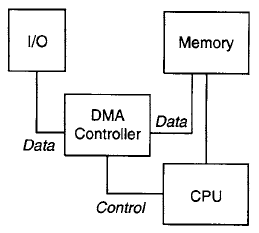 I/O
Memory
DMA
Controller
Data
Data
Control
CPU